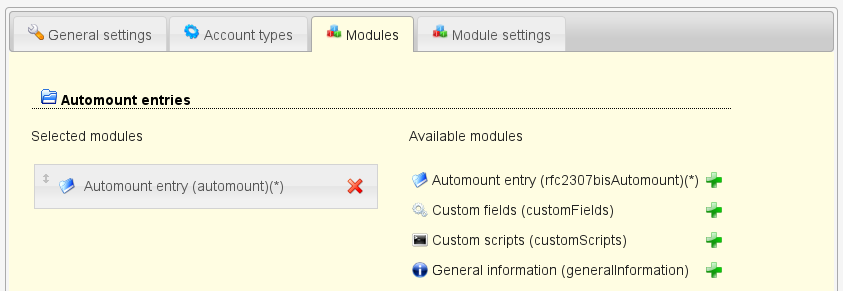 General settings
Account types
Modules
Module settings
Automount entries
Selected modules
Available modules
Automount entry (automount)(*)
Automount entry (rfc2307bisAutomount)(*)
Custom fields (customFields)
Custom scripts (customScripts)
General information (generalInformation)